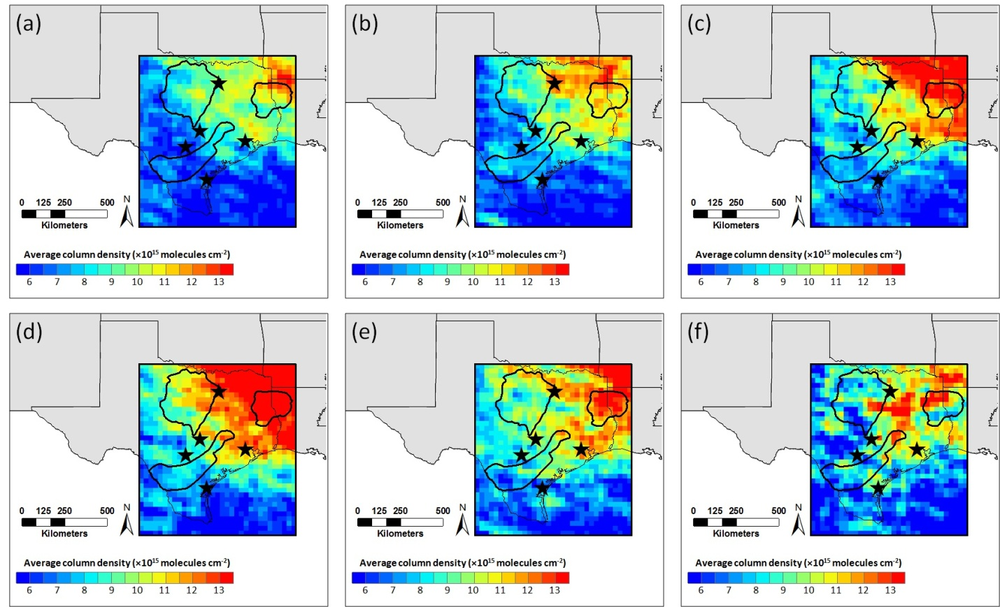 (a)
N
0 125 250 500
Kilometers
Average column density (×10¹⁵ molecules cm⁻²)
6 7 8 9 10 11 12 13
(b)
N
0 125 250 500
Kilometers
Average column density (×10¹⁵ molecules cm⁻²)
6 7 8 9 10 11 12 13
(c)
N
0 125 250 500
Kilometers
Average column density (×10¹⁵ molecules cm⁻²)
6 7 8 9 10 11 12 13
(d)
N
0 125 250 500
Kilometers
Average column density (×10¹⁵ molecules cm⁻²)
6 7 8 9 10 11 12 13
(e)
N
0 125 250 500
Kilometers
Average column density (×10¹⁵ molecules cm⁻²)
6 7 8 9 10 11 12 13
(f)
N
0 125 250 500
Kilometers
Average column density (×10¹⁵ molecules cm⁻²)
6 7 8 9 10 11 12 13